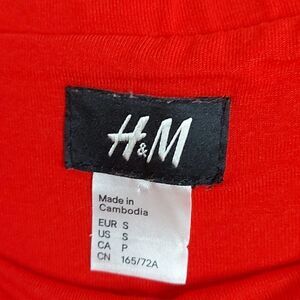 H&M
Made in
Cambodia
EUR S
US S
CA P
CN 165/72A